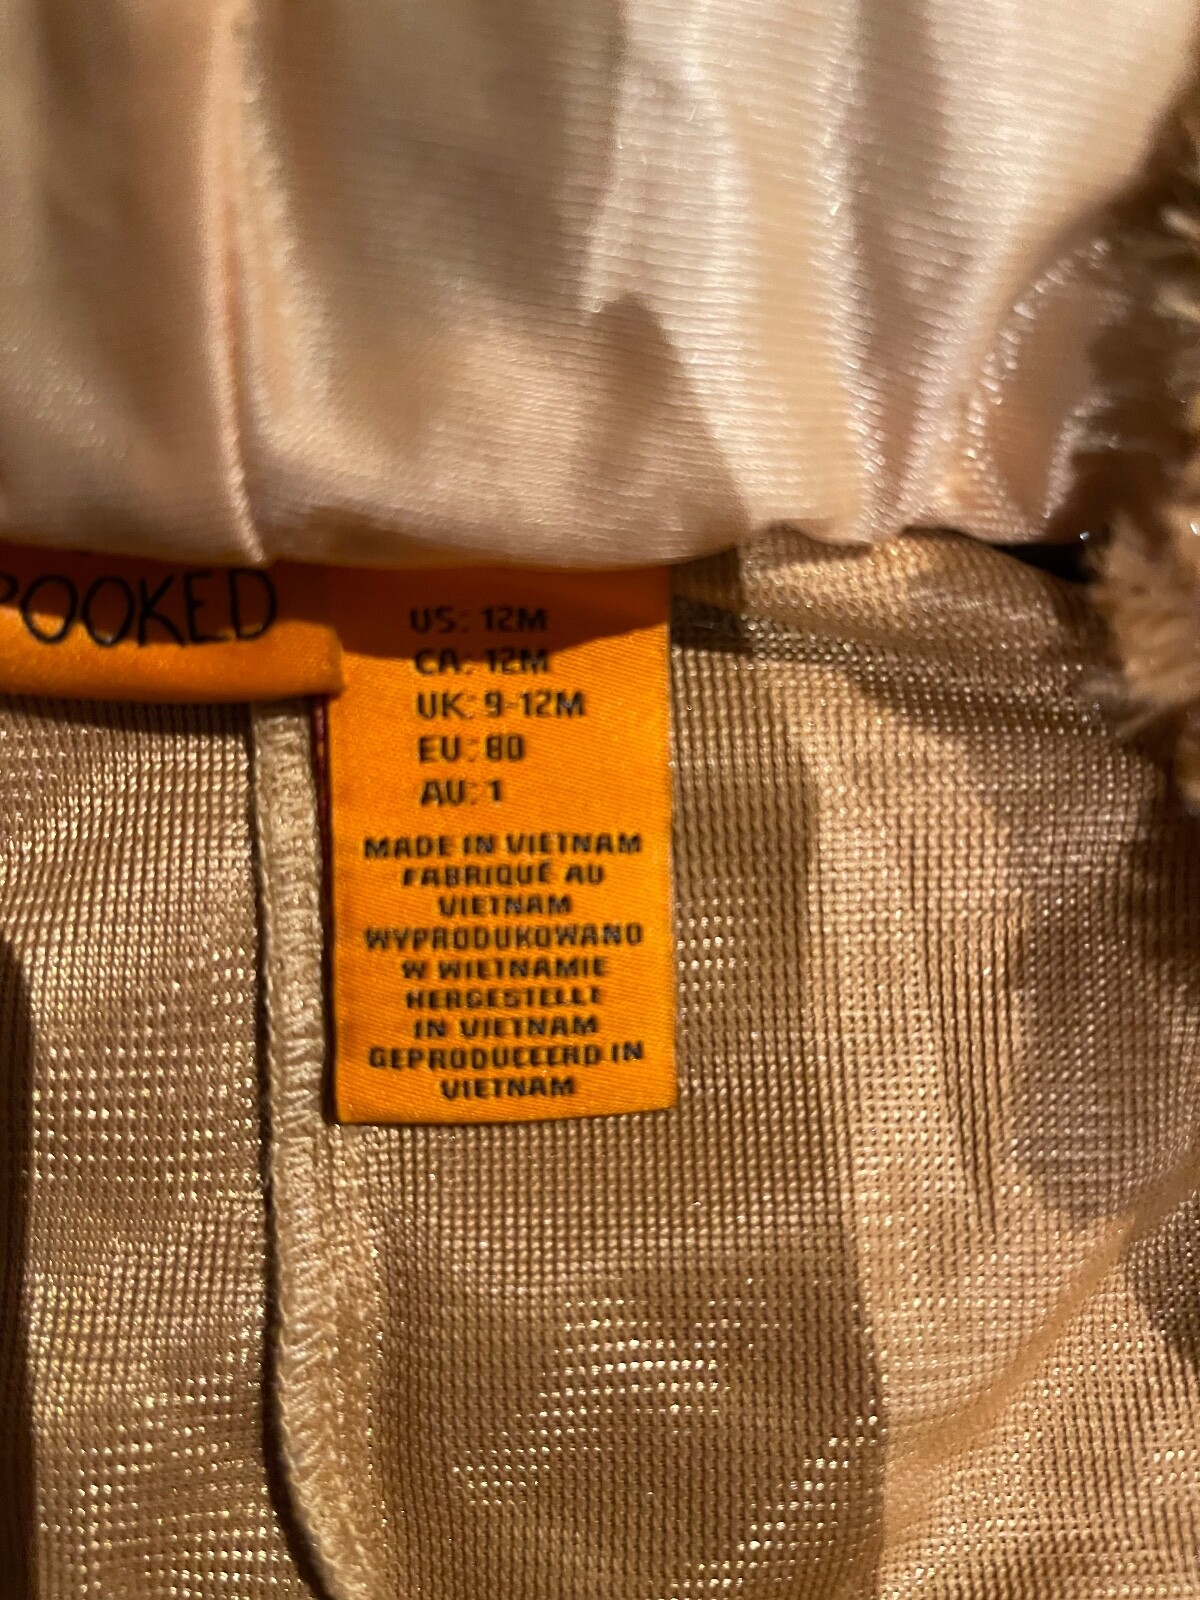 POOKED
US: 12M
CA: 12M
UK: 9-12M
EU: 80
AU: 1
MADE IN VIETNAM
FABRIQUÉ AU
VIETNAM
WYPRODUKOWANO
W WIETNAMIE
HERGESTELLT
IN VIETNAM
GEPRODUCEERD IN
VIETNAM